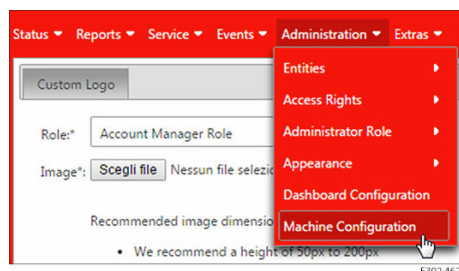 Status Reports Service Events Administration Extras
Entities
Custom Logo
Access Rights
Role:* Account Manager Role
Administrator Role
Image*: Scegli file Nessun file selezic
Appearance
Dashboard Configuration
Recommended image dimensio
Machine Configuration
• We recommend a height of 50px to 200px